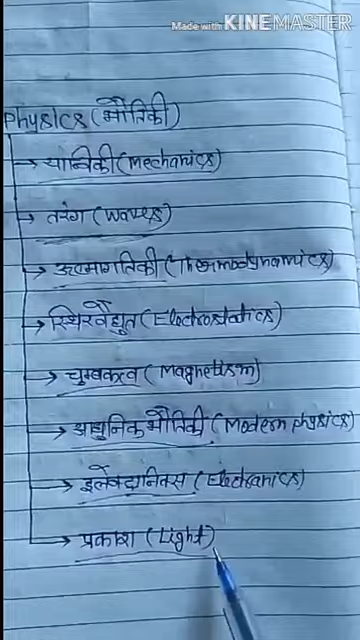 Made with KINEMASTER
Physics (भौतिकी)
यान्त्रिकी (Mechanics)
तरंग (Waves)
ऊष्मागतिकी (Thermodynamics)
स्थिरवैद्युत (Electrostatics)
चुम्बकत्व (Magnetism)
आधुनिक भौतिकी (Modern physics)
इलेक्ट्रानिक्स (Electronics)
प्रकाश (Light)